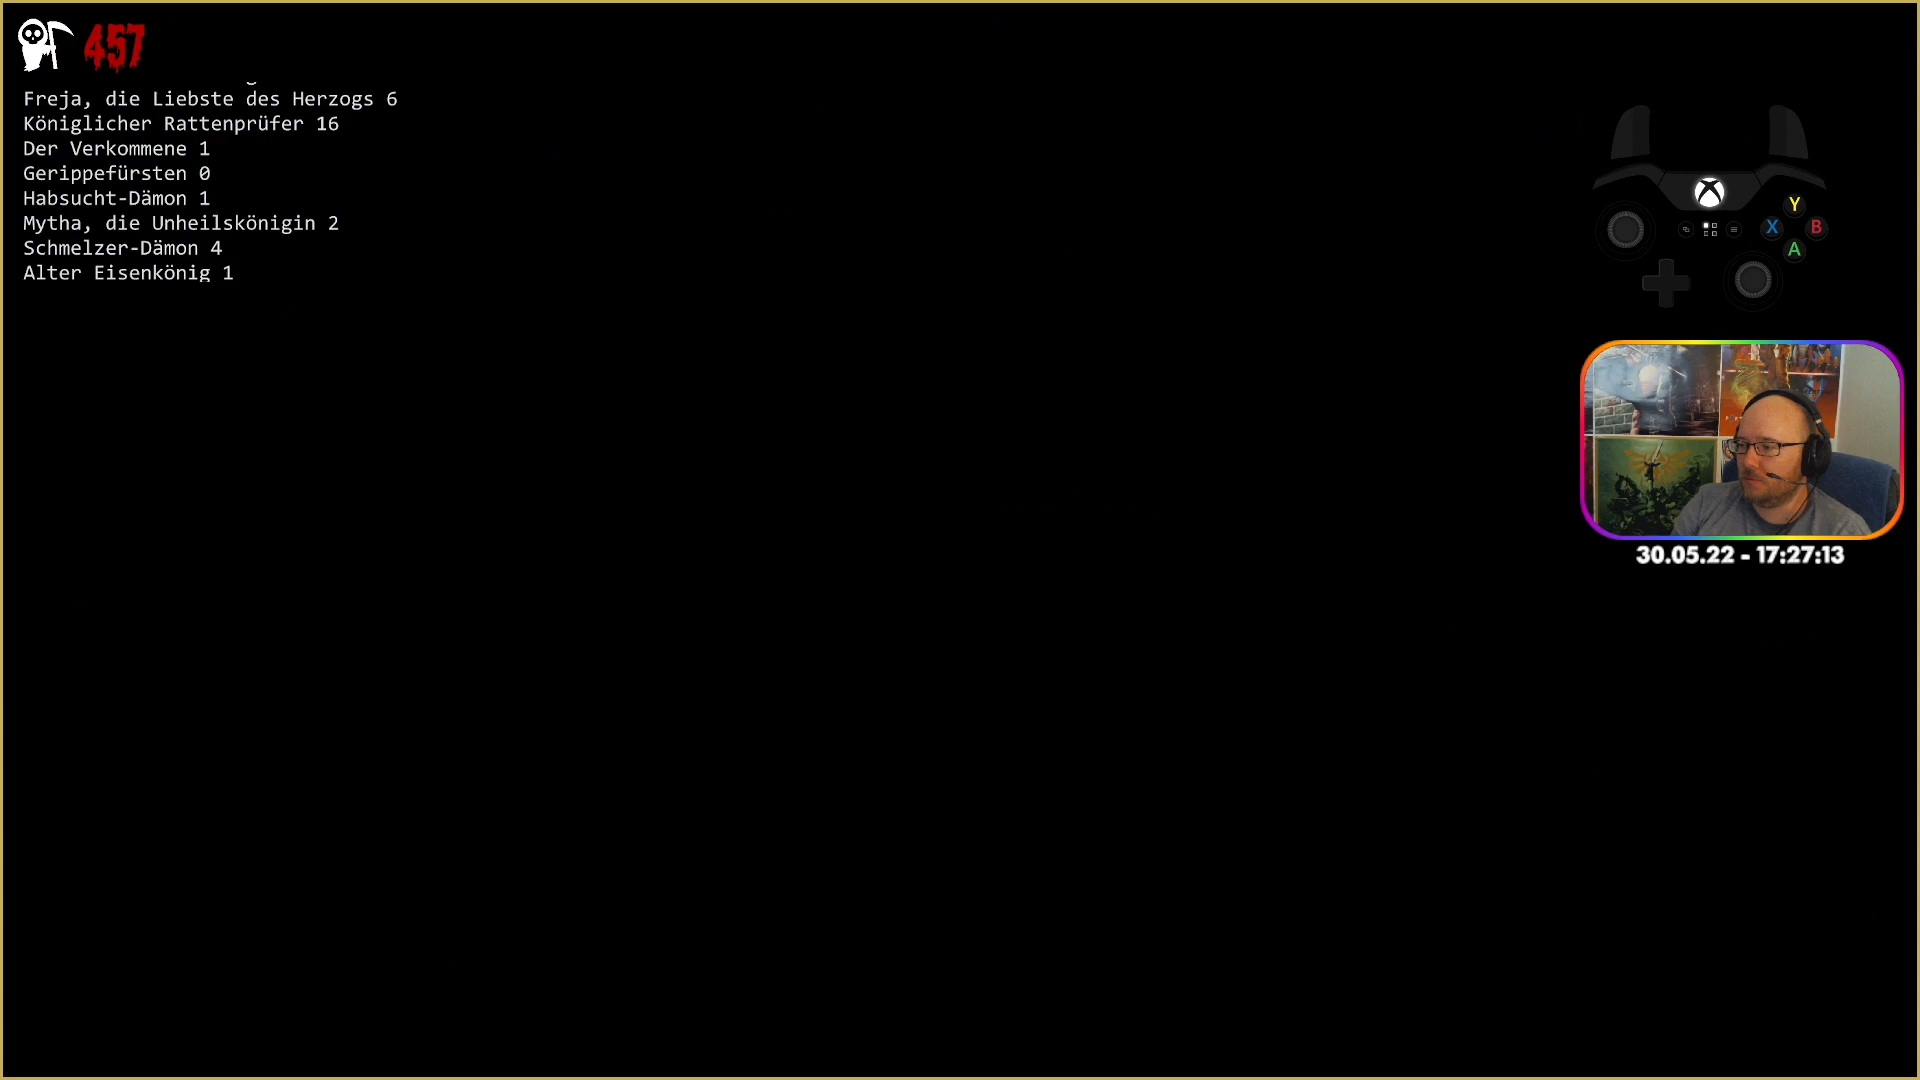 457
Freja, die Liebste des Herzogs 6
Königlicher Rattenprüfer 16
Der Verkommene 1
Gerippefürsten 0
Habsucht-Dämon 1
Mytha, die Unheilskönigin 2
Schmelzer-Dämon 4
Alter Eisenkönig 1
Y
X B
A
30.05.22 - 17:27:13